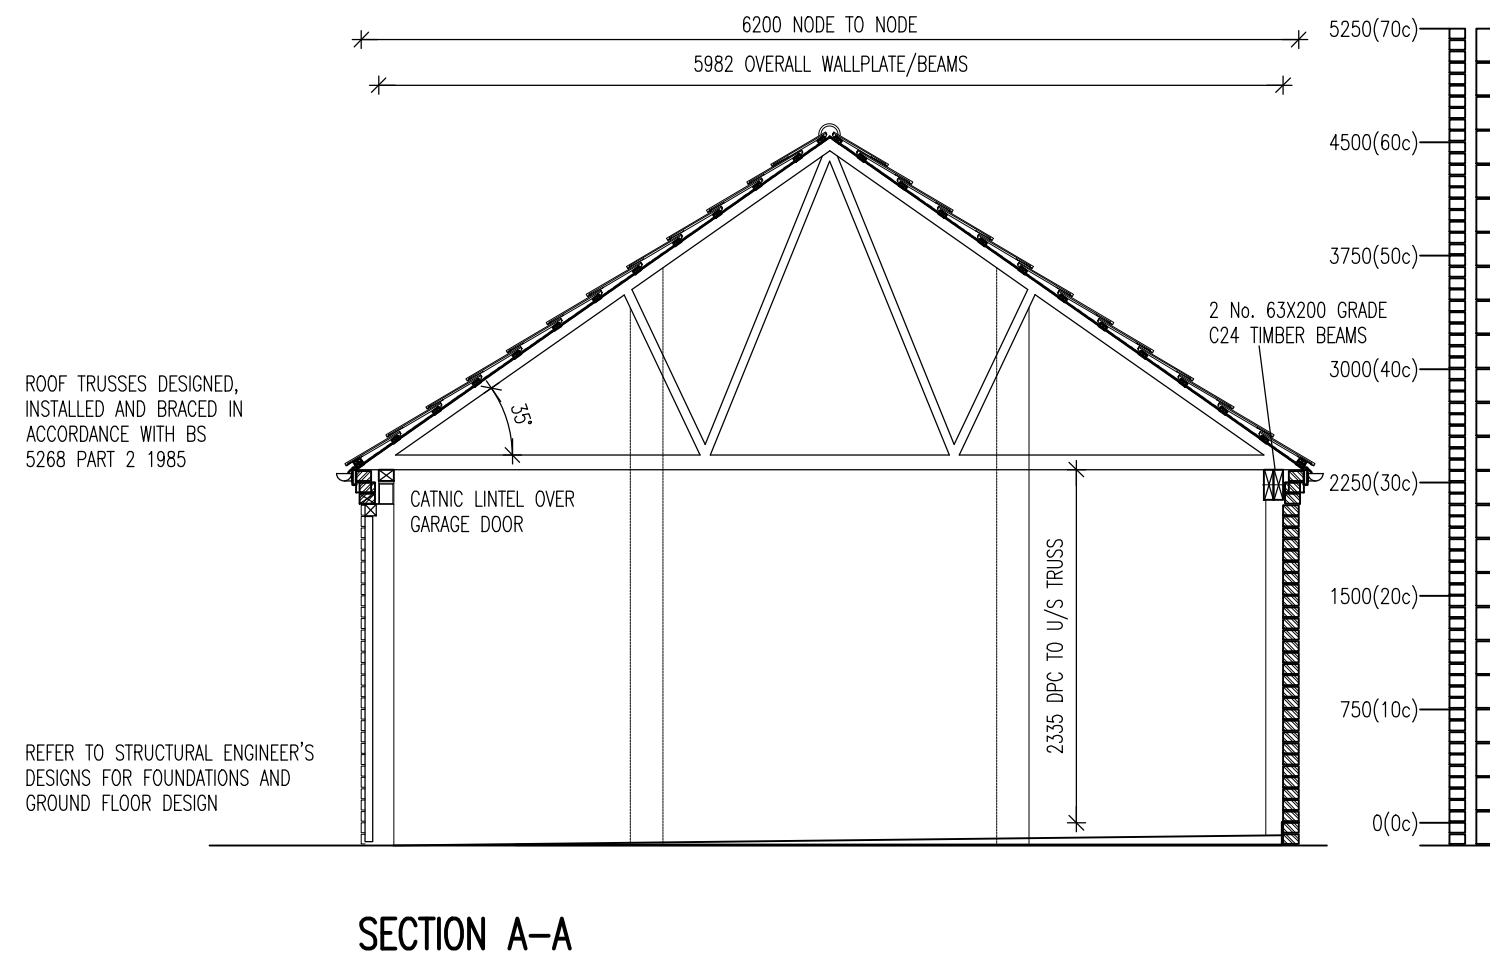 6200 NODE TO NODE
5982 OVERALL WALLPLATE/BEAMS
5250(70c)
4500(60c)
3750(50c)
2 No. 63X200 GRADE
C24 TIMBER BEAMS
3000(40c)
ROOF TRUSSES DESIGNED,
INSTALLED AND BRACED IN
ACCORDANCE WITH BS
5268 PART 2 1985
35°
2250(30c)
CATNIC LINTEL OVER
GARAGE DOOR
2335 DPC TO U/S TRUSS
1500(20c)
750(10c)
REFER TO STRUCTURAL ENGINEER'S
DESIGNS FOR FOUNDATIONS AND
GROUND FLOOR DESIGN
0(0c)
SECTION A-A